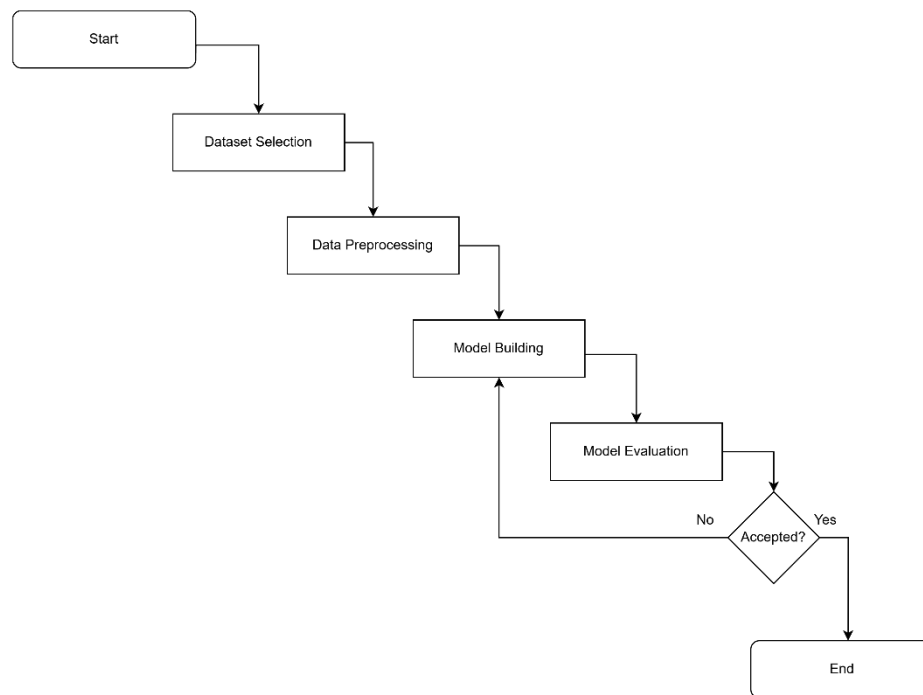 Start
Dataset Selection
Data Preprocessing
Model Building
Model Evaluation
No
Yes
Accepted?
End